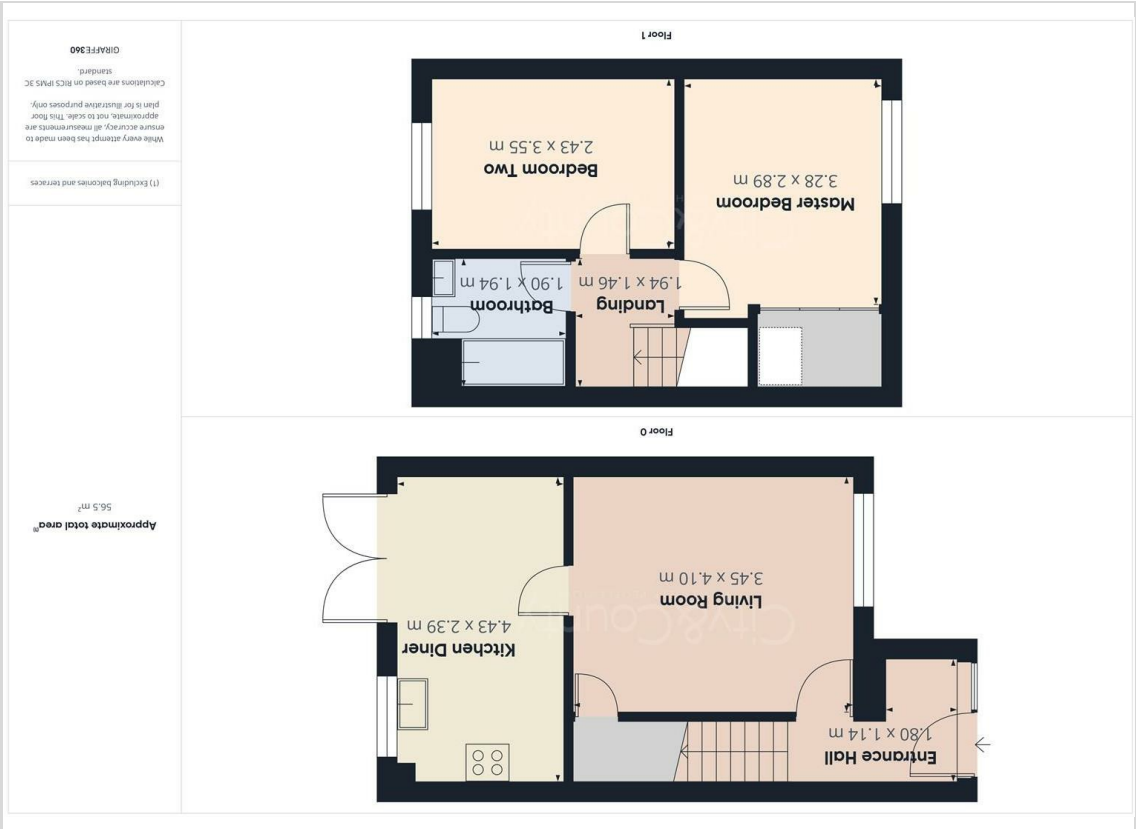 Floor 0
Entrance Hall
1.80 x 1.14 m
Living Room
3.45 x 4.10 m
Kitchen Diner
4.43 x 2.39 m
City&Count
Floor 1
Landing
1.94 x 1.46 m
Bathroom
1.90 x 1.94 m
Master Bedroom
3.28 x 2.89 m
Bedroom Two
2.43 x 3.55 m
Approximate total area(1)
56.5 m²
(1) Excluding balconies and terraces
While every attempt has been made to
ensure accuracy, all measurements are
approximate, not to scale. This floor
plan is for illustrative purposes only.
Calculations are based on RICS IPMS 3C
standard.
GIRAFFE360